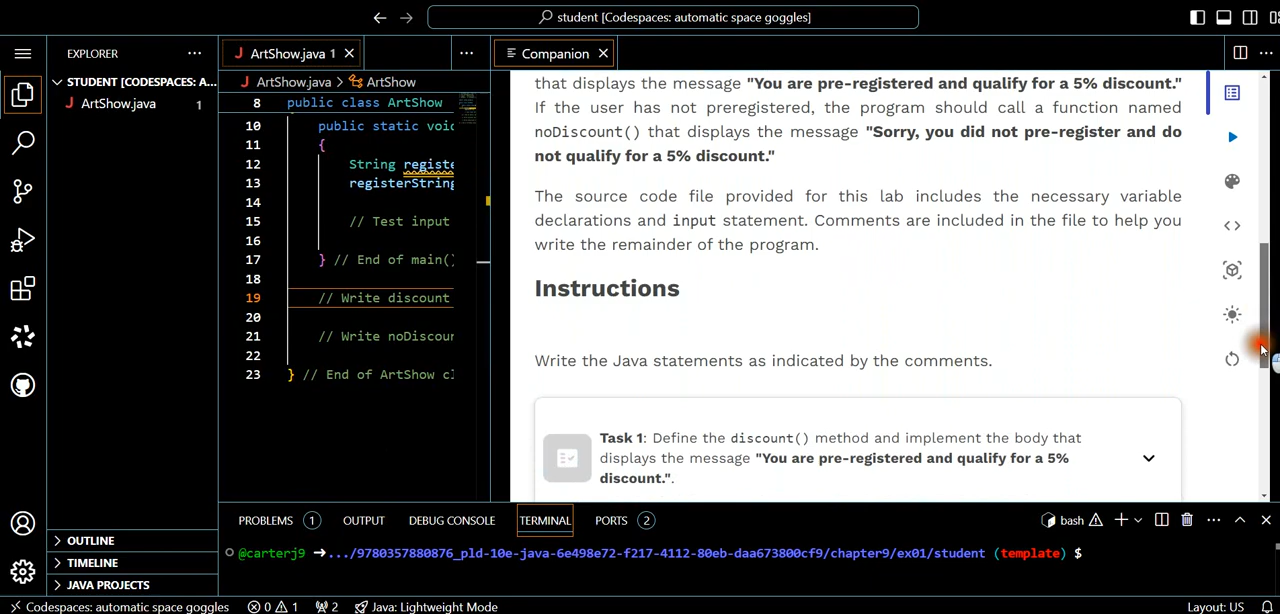 student [Codespaces: automatic space goggles]
EXPLORER
STUDENT [CODESPACES: A...
ArtShow.java 1
OUTLINE
TIMELINE
JAVA PROJECTS
ArtShow.java 1
ArtShow.java > ArtShow
8 public class ArtShow
10 public static voic
11 {
12 String registe
13 registerString
14
15 // Test input
16
17 } // End of main()
18
19 // Write discount
20
21 // Write noDiscour
22
23 } // End of ArtShow cl
Companion
that displays the message "You are pre-registered and qualify for a 5% discount."
If the user has not preregistered, the program should call a function named
noDiscount() that displays the message "Sorry, you did not pre-register and do
not qualify for a 5% discount."
The source code file provided for this lab includes the necessary variable
declarations and input statement. Comments are included in the file to help you
write the remainder of the program.
Instructions
Write the Java statements as indicated by the comments.
Task 1: Define the discount() method and implement the body that
displays the message "You are pre-registered and qualify for a 5%
discount.".
PROBLEMS 1 OUTPUT DEBUG CONSOLE TERMINAL PORTS 2
bash
@carterj9 → .../9780357880876_pld-10e-java-6e498e72-f217-4112-80eb-daa673800cf9/chapter9/ex01/student (template) $
Codespaces: automatic space goggles 0 1 2 Java: Lightweight Mode Layout: US